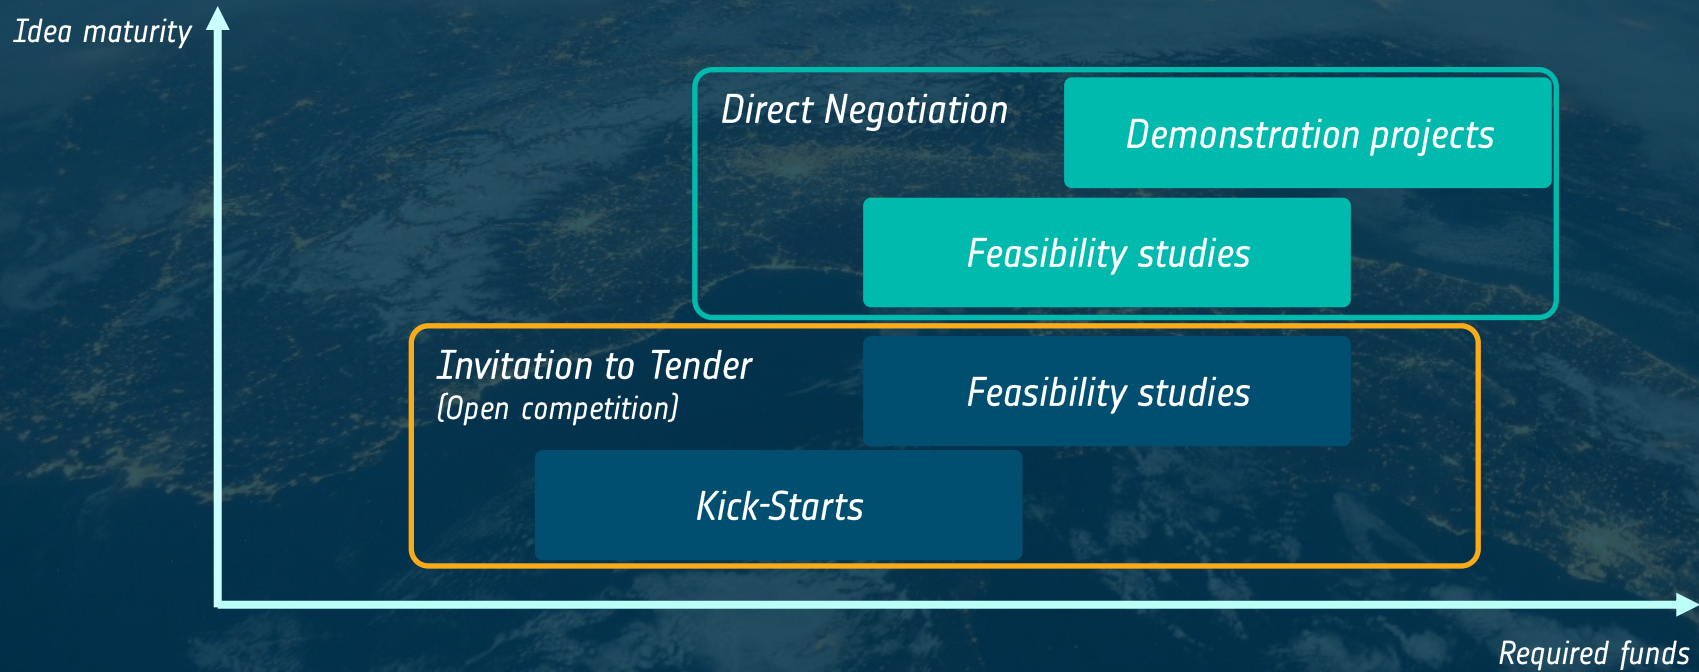 Idea maturity
Direct Negotiation
Demonstration projects
Feasibility studies
Invitation to Tender
(Open competition)
Feasibility studies
Kick-Starts
Required funds